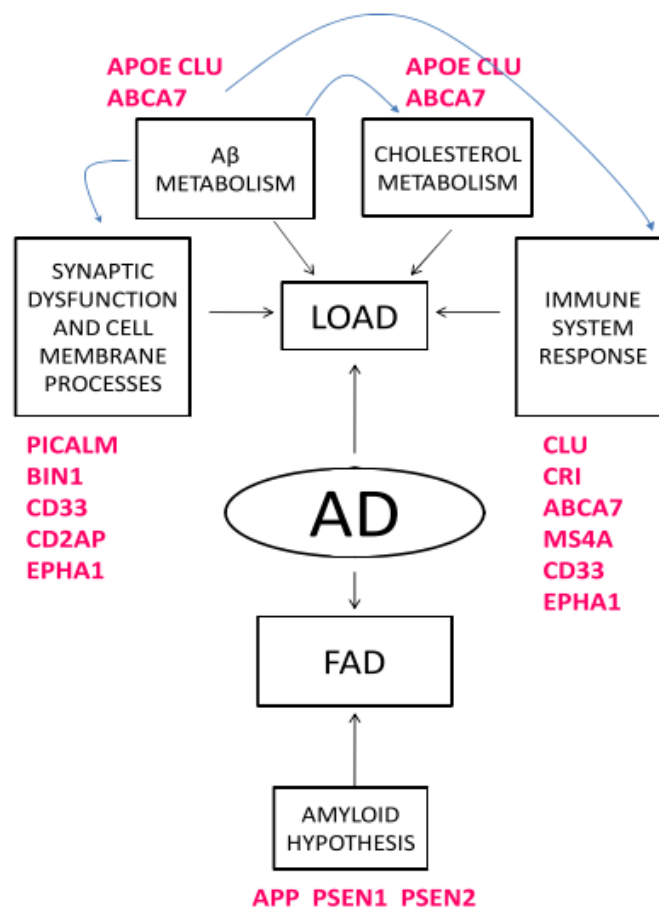 APOE CLU
ABCA7
APOE CLU
ABCA7
Aβ
METABOLISM
CHOLESTEROL
METABOLISM
SYNAPTIC
DYSFUNCTION
AND CELL
MEMBRANE
PROCESSES
LOAD
IMMUNE
SYSTEM
RESPONSE
PICALM
BIN1
CD33
CD2AP
EPHA1
CLU
CRI
ABCA7
MS4A
CD33
EPHA1
AD
FAD
AMYLOID
HYPOTHESIS
APP PSEN1 PSEN2